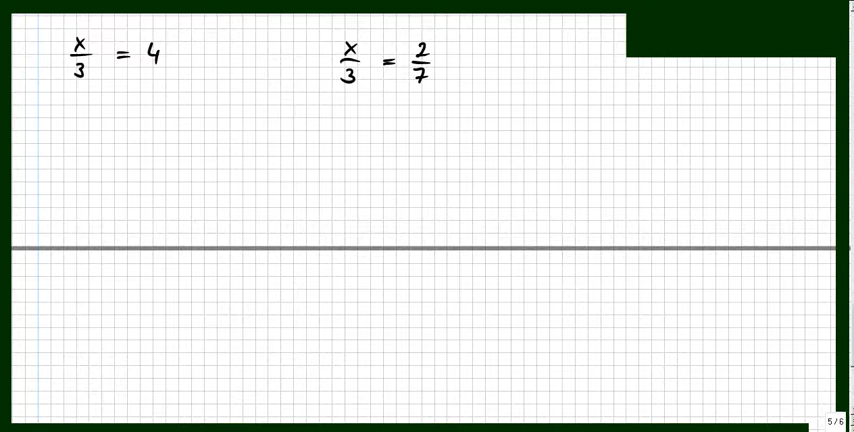 x/3 = 4
x/3 = 2/7
5/6